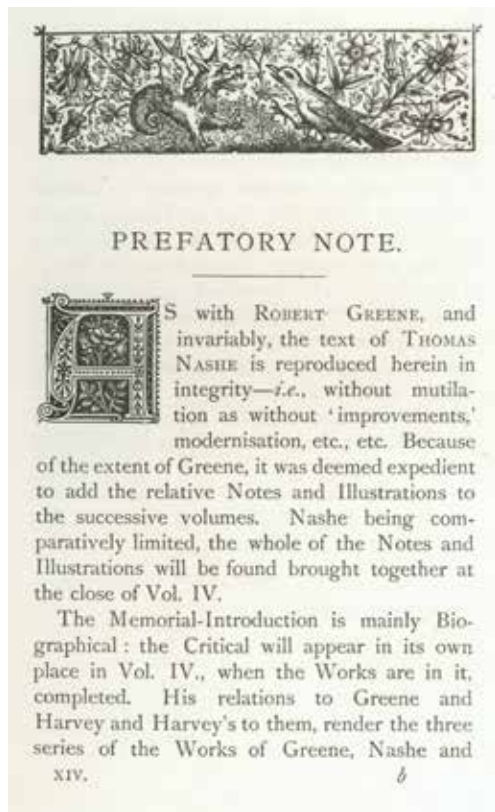 PREFATORY NOTE.
AS with ROBERT GREENE, and
invariably, the text of THOMAS
NASHE is reproduced herein in
integrity—i.e., without mutila-
tion as without ‘improvements,’
modernisation, etc., etc. Because
of the extent of Greene, it was deemed expedient
to add the relative Notes and Illustrations to
the successive volumes. Nashe being com-
paratively limited, the whole of the Notes and
Illustrations will be found brought together at
the close of Vol. IV.
The Memorial-Introduction is mainly Bio-
graphical : the Critical will appear in its own
place in Vol. IV., when the Works are in it.
completed. His relations to Greene and
Harvey and Harvey's to them, render the three
series of the Works of Greene, Nashe and
XIV. b